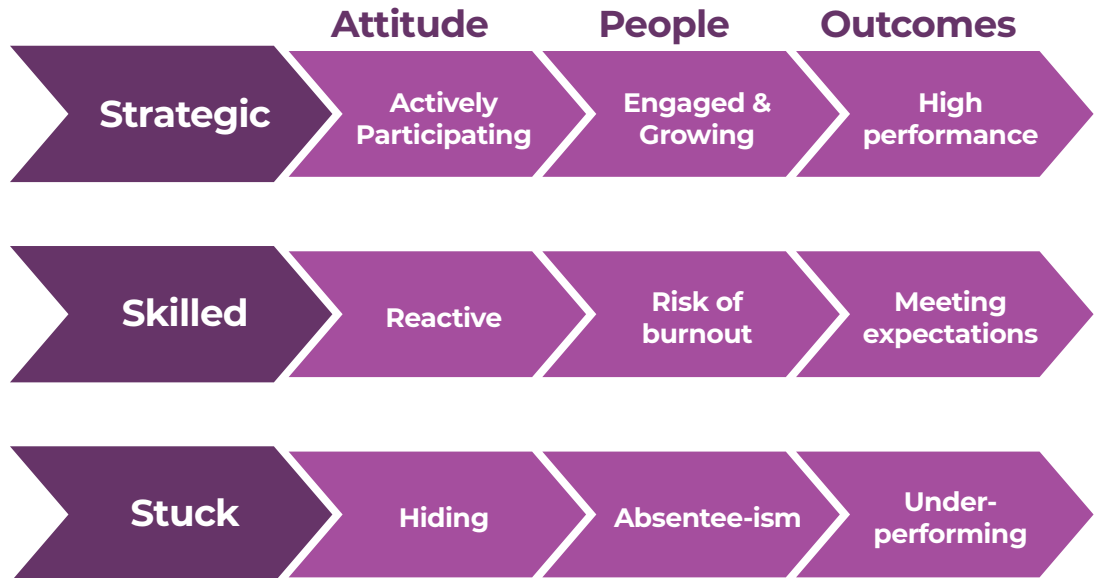 Attitude People Outcomes
Strategic
Actively
Participating
Engaged &
Growing
High
performance
Skilled
Reactive
Risk of
burnout
Meeting
expectations
Stuck
Hiding
Absentee-ism
Under-
performing